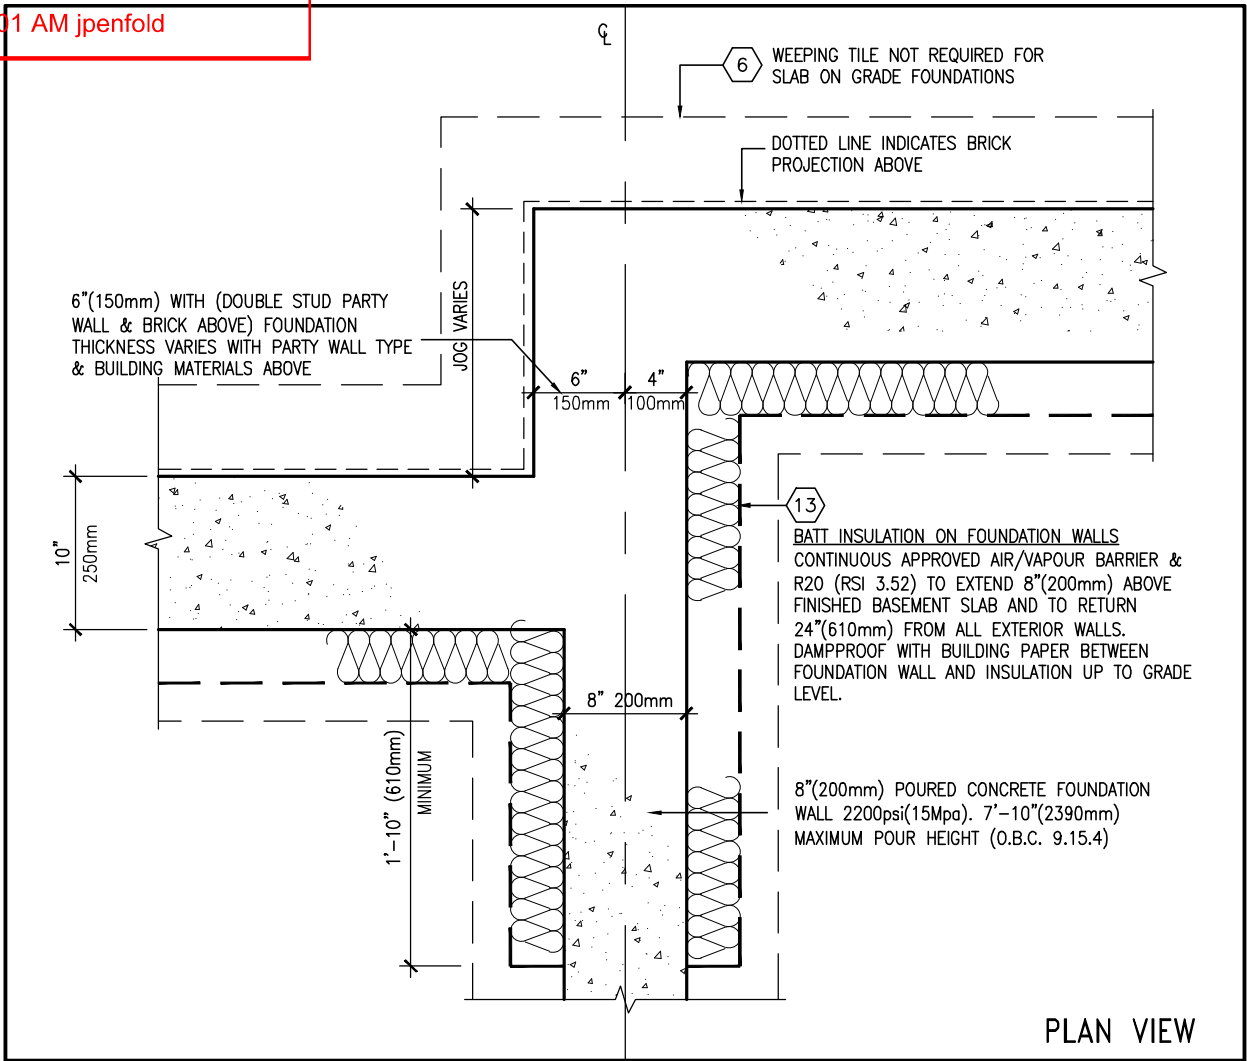 01 AM jpenfold
℄
6
WEEPING TILE NOT REQUIRED FOR
SLAB ON GRADE FOUNDATIONS
DOTTED LINE INDICATES BRICK
PROJECTION ABOVE
6"(150mm) WITH (DOUBLE STUD PARTY
WALL & BRICK ABOVE) FOUNDATION
THICKNESS VARIES WITH PARTY WALL TYPE
& BUILDING MATERIALS ABOVE
JOG VARIES
6"
150mm
4"
100mm
10"
250mm
13
BATT INSULATION ON FOUNDATION WALLS
CONTINUOUS APPROVED AIR/VAPOUR BARRIER &
R20 (RSI 3.52) TO EXTEND 8"(200mm) ABOVE
FINISHED BASEMENT SLAB AND TO RETURN
24"(610mm) FROM ALL EXTERIOR WALLS.
DAMPPROOF WITH BUILDING PAPER BETWEEN
FOUNDATION WALL AND INSULATION UP TO GRADE
LEVEL.
8" 200mm
1'-10" (610mm)
MINIMUM
8"(200mm) POURED CONCRETE FOUNDATION
WALL 2200psi(15Mpa). 7'-10"(2390mm)
MAXIMUM POUR HEIGHT (O.B.C. 9.15.4)
PLAN VIEW